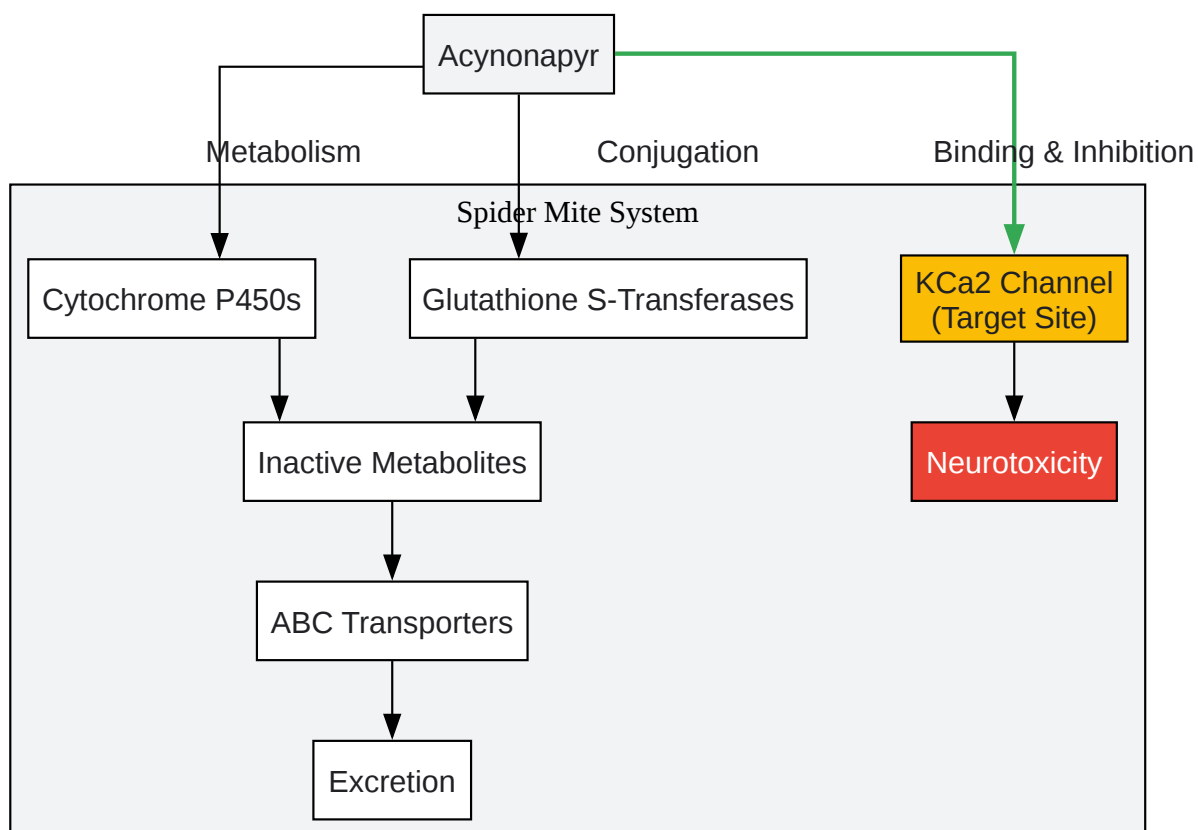 Acynonapyr
Metabolism
Conjugation
Binding & Inhibition
Spider Mite System
Cytochrome P450s
Glutathione S-Transferases
KCa2 Channel
(Target Site)
Inactive Metabolites
Neurotoxicity
ABC Transporters
Excretion